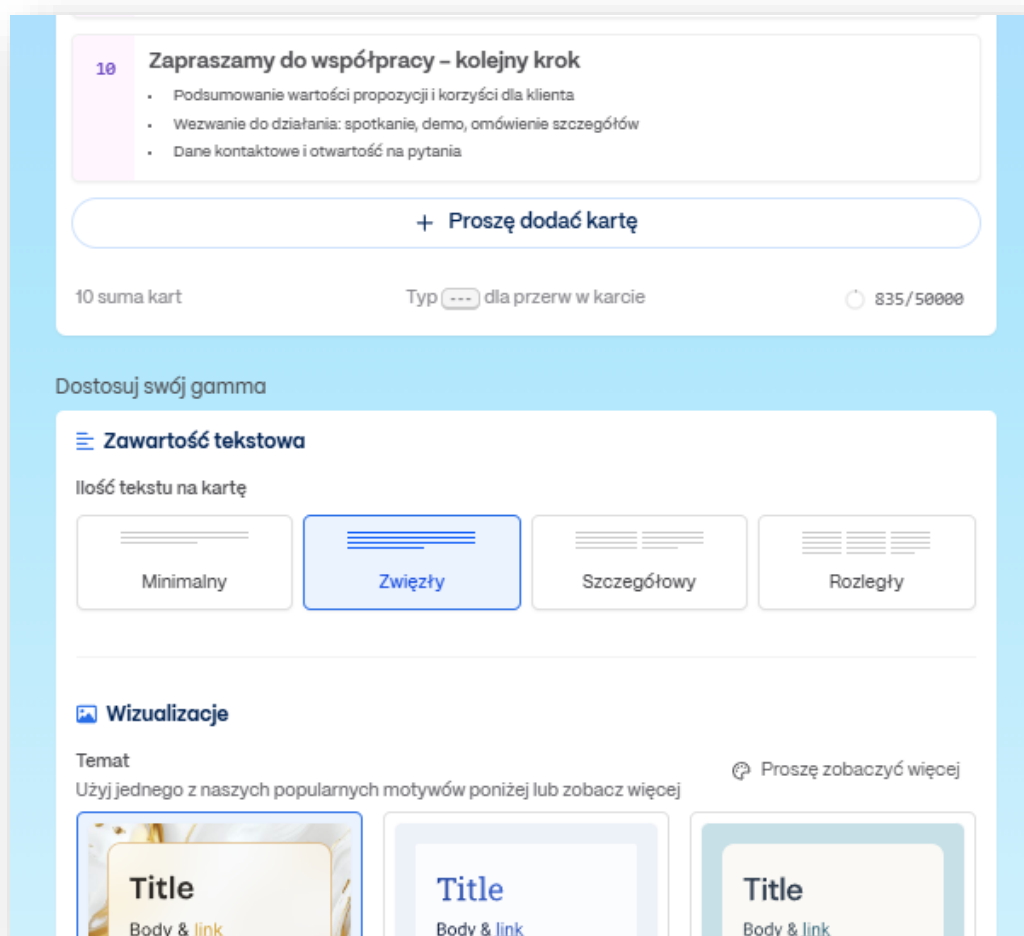 10
Zapraszamy do współpracy – kolejny krok
• Podsumowanie wartości propozycji i korzyści dla klienta
• Wezwanie do działania: spotkanie, demo, omówienie szczegółów
• Dane kontaktowe i otwartość na pytania
+ Proszę dodać kartę
10 suma kart
Typ --- dla przerw w karcie
835/50000
Dostosuj swój gamma
Zawartość tekstowa
Ilość tekstu na kartę
Minimalny
Zwięzły
Szczegółowy
Rozległy
Wizualizacje
Temat
Proszę zobaczyć więcej
Użyj jednego z naszych popularnych motywów poniżej lub zobacz więcej
Title
Body & link
Title
Body & link
Title
Body & link